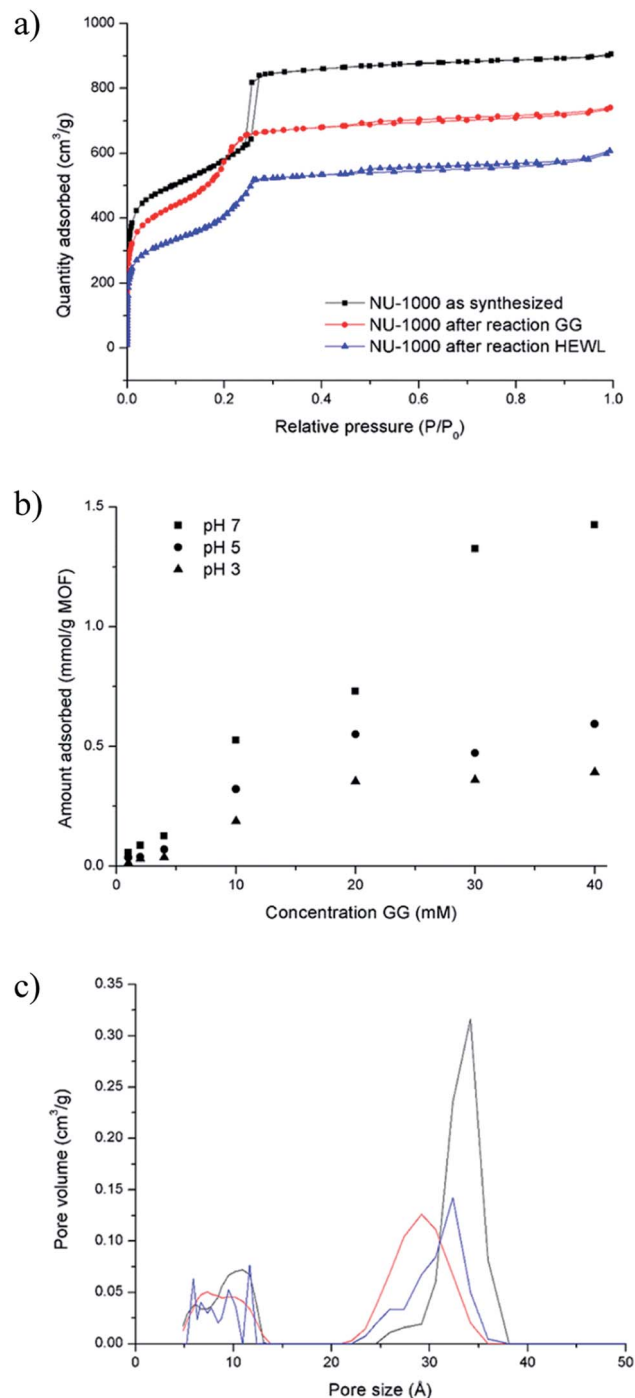 a)
1000
800
600
400
200
0
Quantity adsorbed (cm³/g)
NU-1000 as synthesized
NU-1000 after reaction GG
NU-1000 after reaction HEWL
0.0 0.2 0.4 0.6 0.8 1.0
Relative pressure (P/P₀)
b)
1.5
1.0
0.5
0.0
Amount adsorbed (mmol/g MOF)
pH 7
pH 5
pH 3
0 10 20 30 40
Concentration GG (mM)
c)
0.35
0.30
0.25
0.20
0.15
0.10
0.05
0.00
Pore volume (cm³/g)
0 10 20 30 40 50
Pore size (Å)